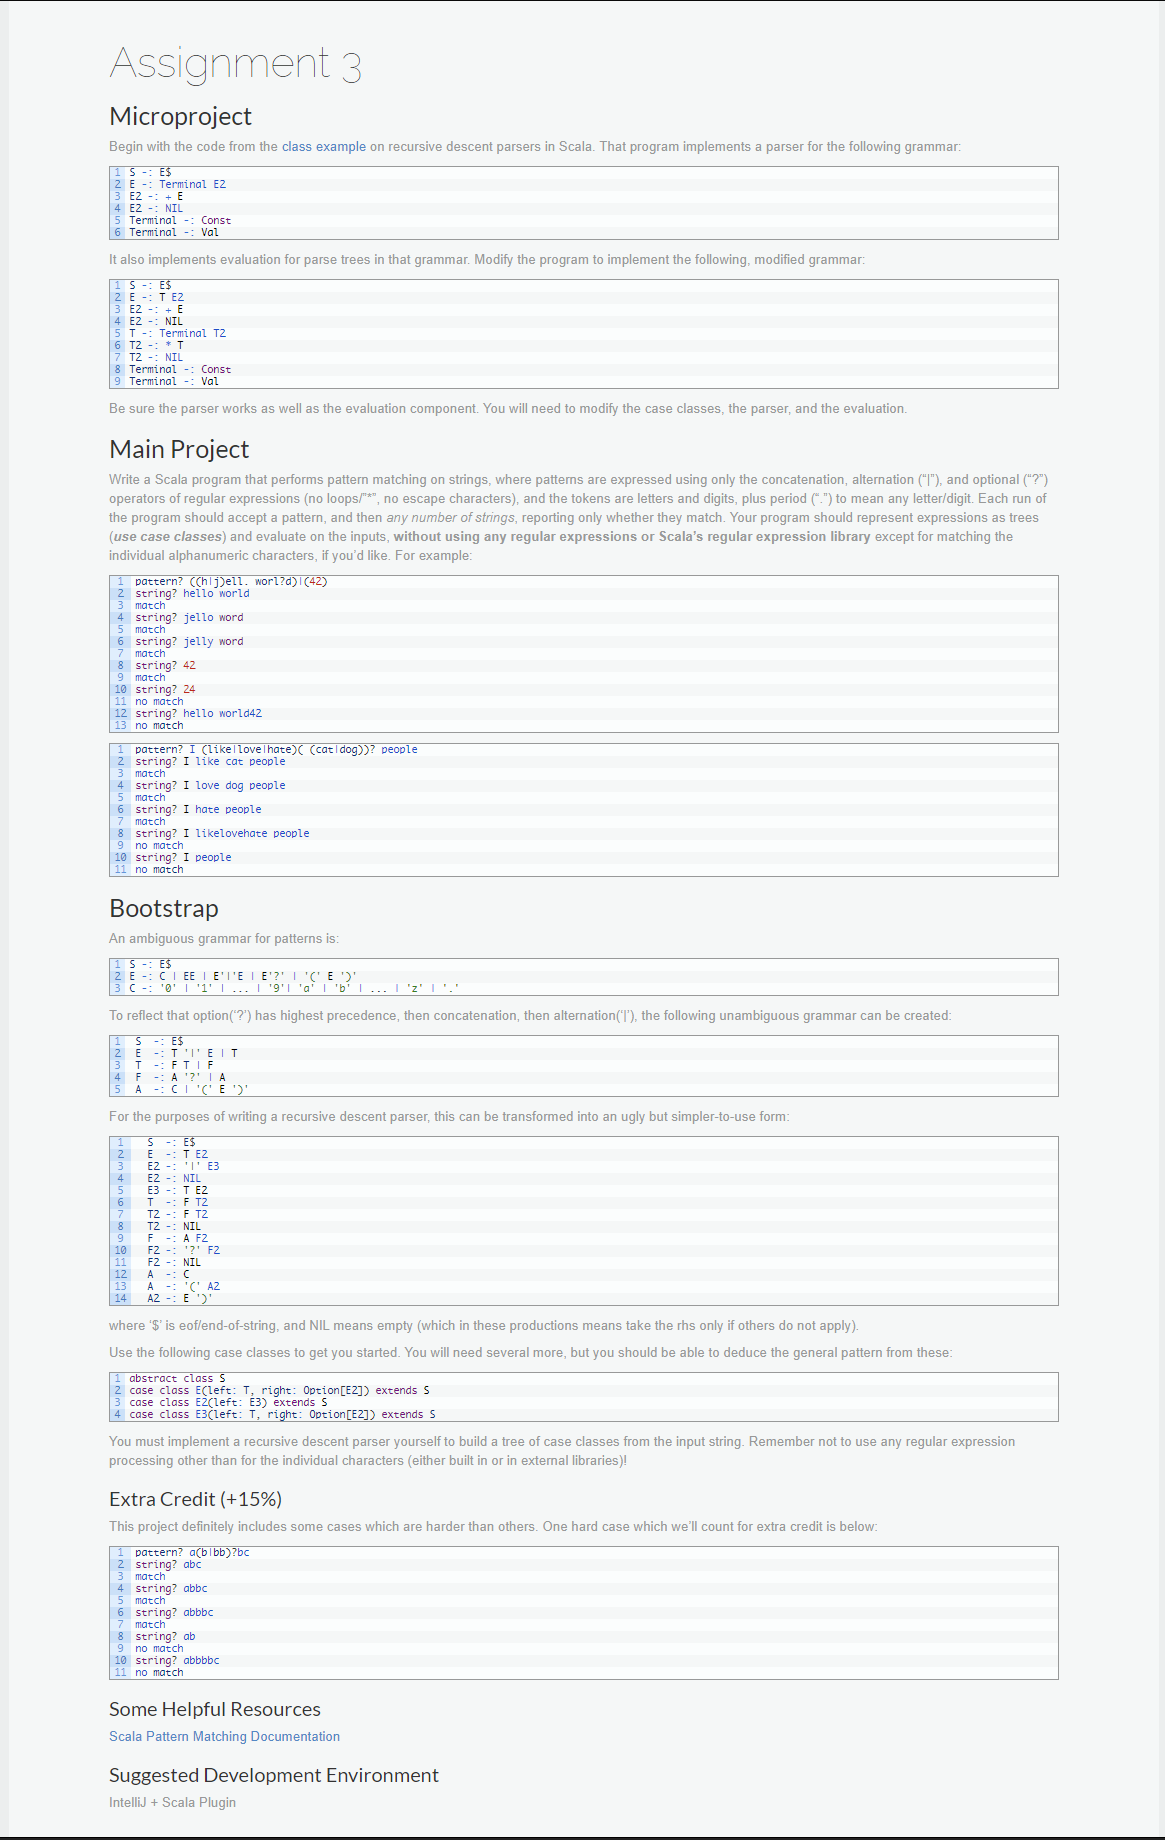 Assignment 3
Microproject
Begin with the code from the class example on recursive descent parsers in Scala. That program implements a parser for the following grammar:
1 S -: E$
2 E -: Terminal E2
3 E2 -: + E
4 E2 -: NIL
5 Terminal -: Const
6 Terminal -: Val
It also implements evaluation for parse trees in that grammar. Modify the program to implement the following, modified grammar:
1 S -: E$
2 E -: T E2
3 E2 -: + E
4 E2 -: NIL
5 T -: Terminal T2
6 T2 -: * T
7 T2 -: NIL
8 Terminal -: Const
9 Terminal -: Val
Be sure the parser works as well as the evaluation component. You will need to modify the case classes, the parser, and the evaluation.
Main Project
Write a Scala program that performs pattern matching on strings, where patterns are expressed using only the concatenation, alternation (“|”), and optional (“?”)
operators of regular expressions (no loops/”*”, no escape characters), and the tokens are letters and digits, plus period (“.”) to mean any letter/digit. Each run of
the program should accept a pattern, and then any number of strings, reporting only whether they match. Your program should represent expressions as trees
(use case classes) and evaluate on the inputs, without using any regular expressions or Scala’s regular expression library except for matching the
individual alphanumeric characters, if you’d like. For example:
1 pattern? ((h|j)ell. worl?d)|(42)
2 string? hello world
3 match
4 string? jello word
5 match
6 string? jelly word
7 match
8 string? 42
9 match
10 string? 24
11 no match
12 string? hello world42
13 no match
1 pattern? I (like|love|hate)( (cat|dog))? people
2 string? I like cat people
3 match
4 string? I love dog people
5 match
6 string? I hate people
7 match
8 string? I likelovehate people
9 no match
10 string? I people
11 no match
Bootstrap
An ambiguous grammar for patterns is:
1 S -: E$
2 E -: C | EE | E'|'E | E'?' | '(' E ')'
3 C -: '0' | '1' | ... | '9'| 'a' | 'b' | ... | 'z' | '.'
To reflect that option(‘?’) has highest precedence, then concatenation, then alternation(‘|’), the following unambiguous grammar can be created:
1 S -: E$
2 E -: T '|' E | T
3 T -: F T | F
4 F -: A '?' | A
5 A -: C | '(' E ')'
For the purposes of writing a recursive descent parser, this can be transformed into an ugly but simpler-to-use form:
1 S -: E$
2 E -: T E2
3 E2 -: '|' E3
4 E2 -: NIL
5 E3 -: T E2
6 T -: F T2
7 T2 -: F T2
8 T2 -: NIL
9 F -: A F2
10 F2 -: '?' F2
11 F2 -: NIL
12 A -: C
13 A -: '(' A2
14 A2 -: E ')'
where ‘$’ is eof/end-of-string, and NIL means empty (which in these productions means take the rhs only if others do not apply).
Use the following case classes to get you started. You will need several more, but you should be able to deduce the general pattern from these:
1 abstract class S
2 case class E(left: T, right: Option[E2]) extends S
3 case class E2(left: E3) extends S
4 case class E3(left: T, right: Option[E2]) extends S
You must implement a recursive descent parser yourself to build a tree of case classes from the input string. Remember not to use any regular expression
processing other than for the individual characters (either built in or in external libraries)!
Extra Credit (+15%)
This project definitely includes some cases which are harder than others. One hard case which we’ll count for extra credit is below:
1 pattern? a(b|bb)?bc
2 string? abc
3 match
4 string? abbc
5 match
6 string? abbbc
7 match
8 string? ab
9 no match
10 string? abbbbc
11 no match
Some Helpful Resources
Scala Pattern Matching Documentation
Suggested Development Environment
IntelliJ + Scala Plugin